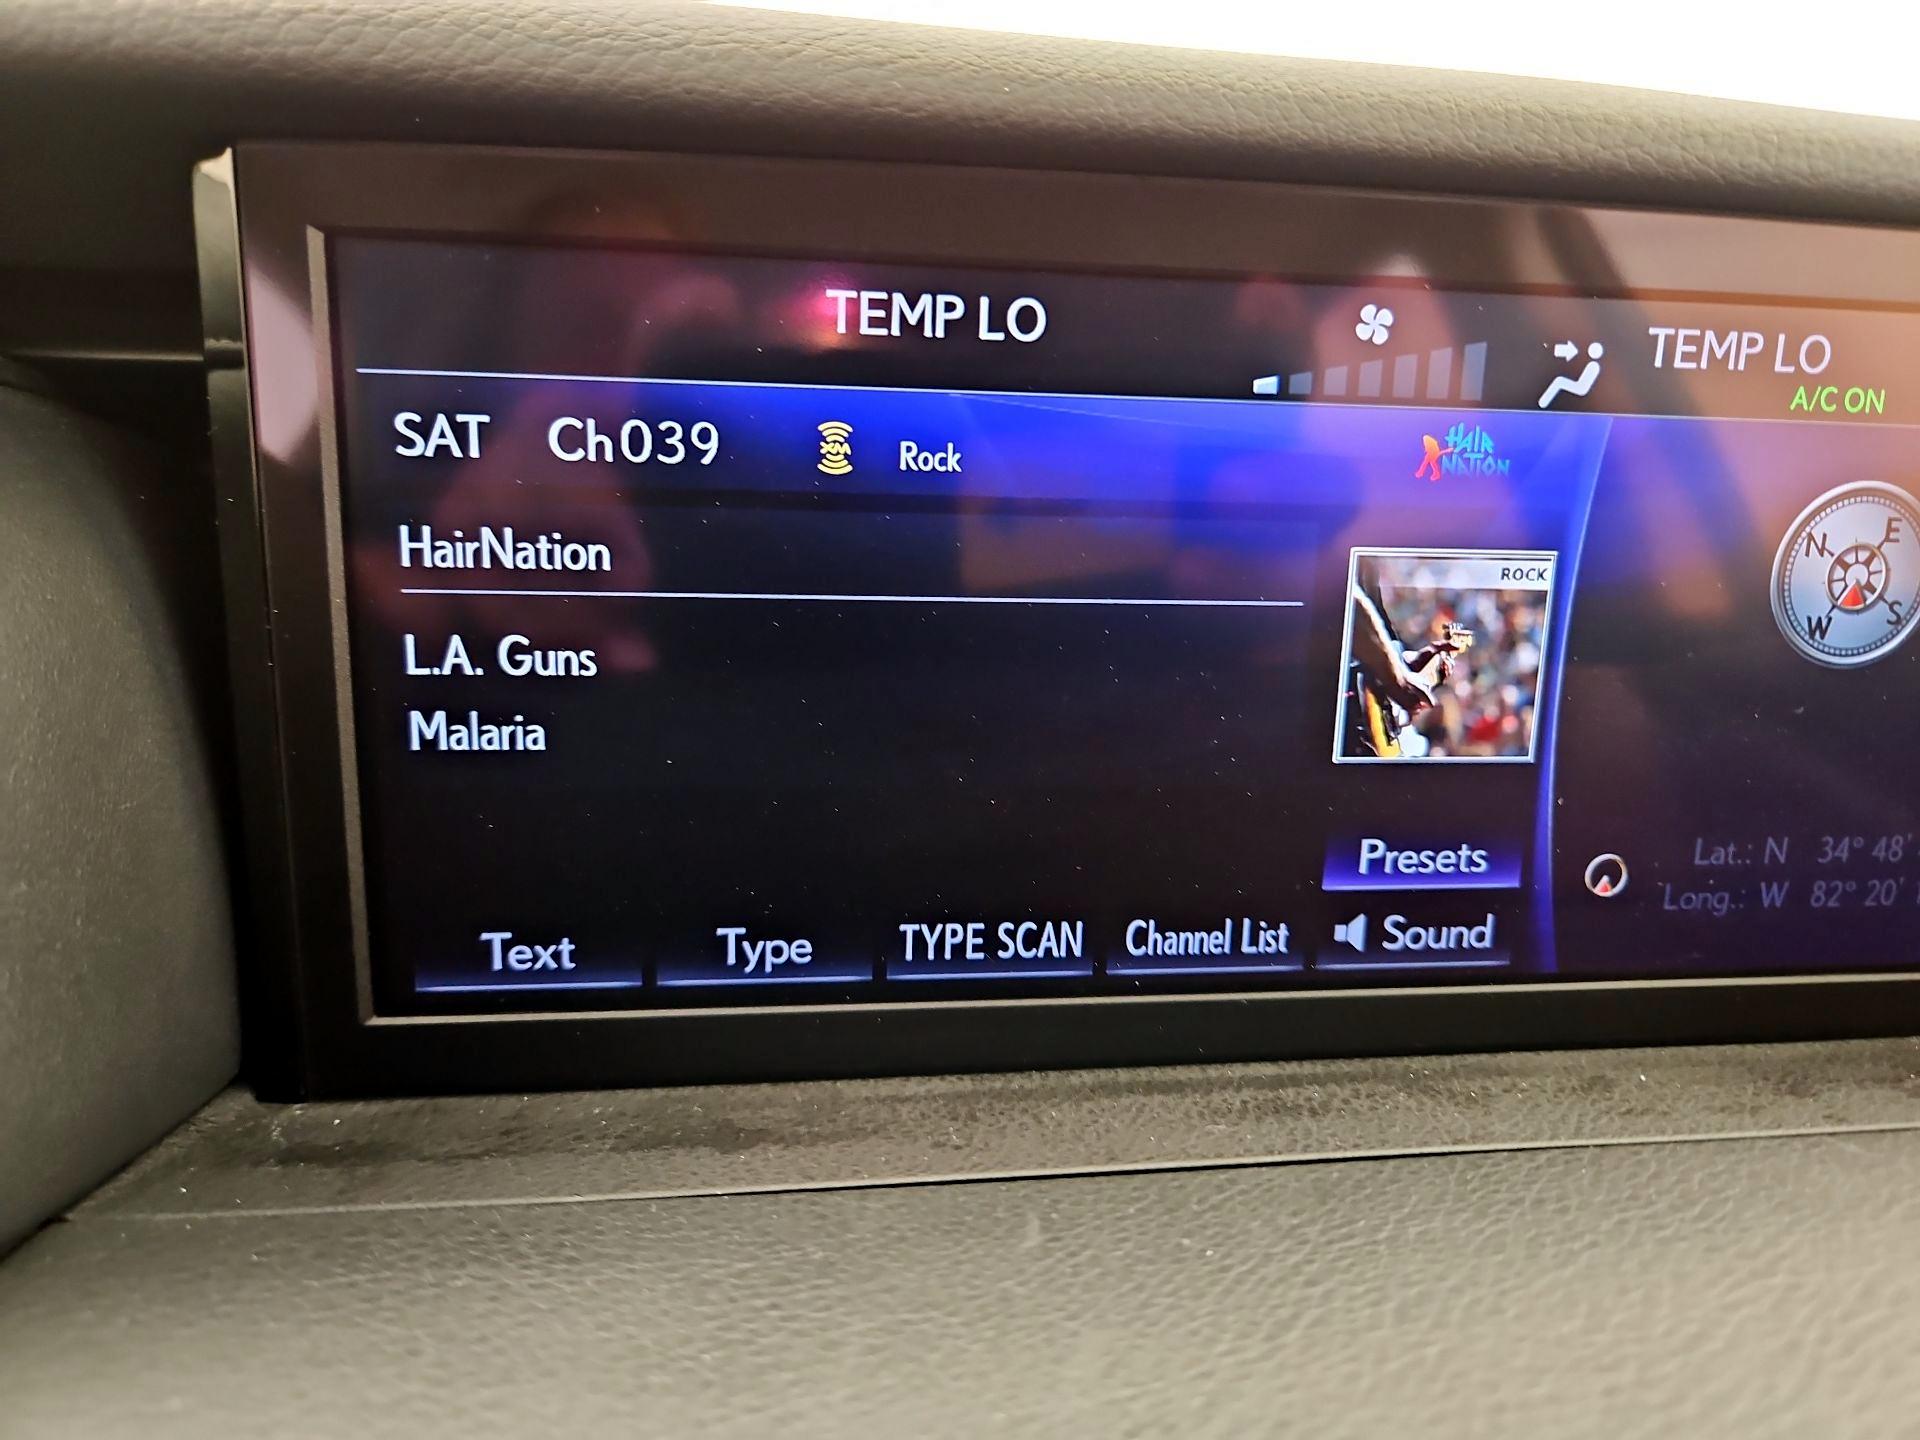 TEMP LO
TEMP LO
A/C ON
SAT Ch039 XM Rock HAIR NATION
HairNation
L.A. Guns
Malaria
ROCK
N E
W S
Presets
Lat.: N 34° 48'
Long.: W 82° 20'
Text Type TYPE SCAN Channel List Sound